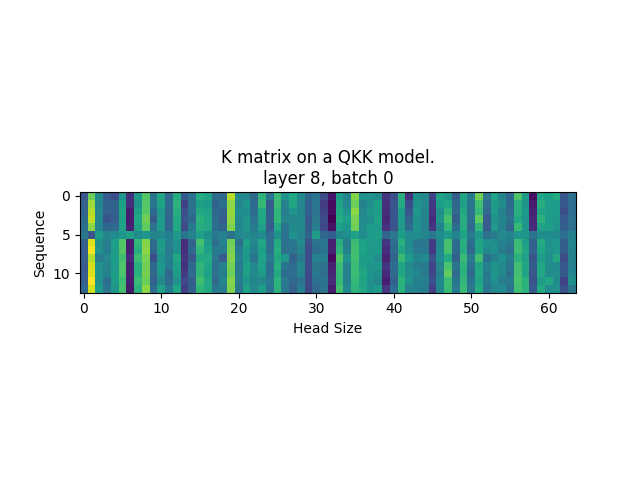 K matrix on a QKK model.
layer 8, batch 0
Sequence
0
5
10
0 10 20 30 40 50 60
Head Size